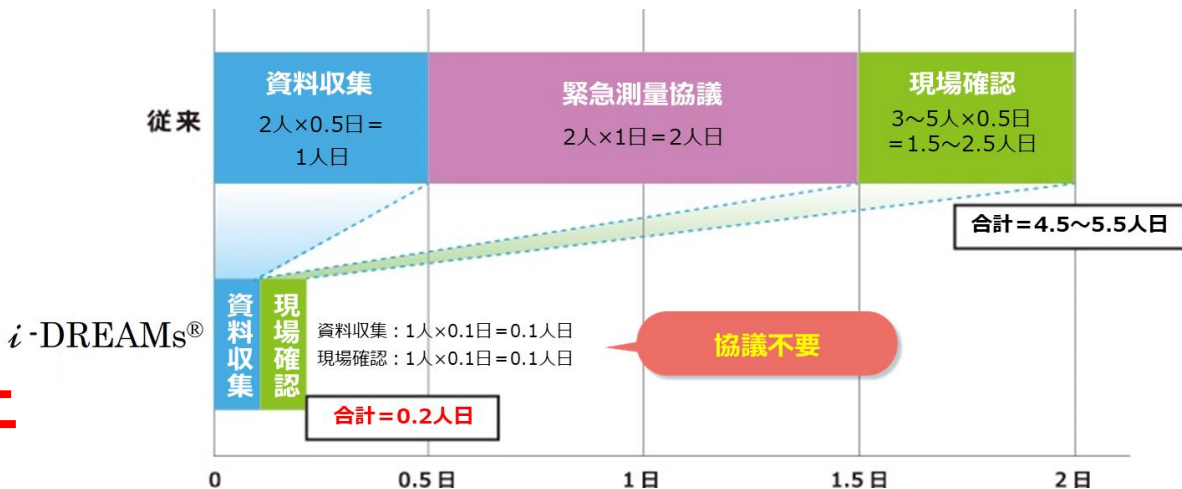 従来
資料収集
2人×0.5日＝
1人日
緊急測量協議
2人×1日＝2人日
現場確認
3～5人×0.5日
＝1.5～2.5人日
合計＝4.5～5.5人日
i-DREAMs®
資料収集
現場確認
資料収集：1人×0.1日＝0.1人日
現場確認：1人×0.1日＝0.1人日
協議不要
合計＝0.2人日
0
0.5日
1日
1.5日
2日